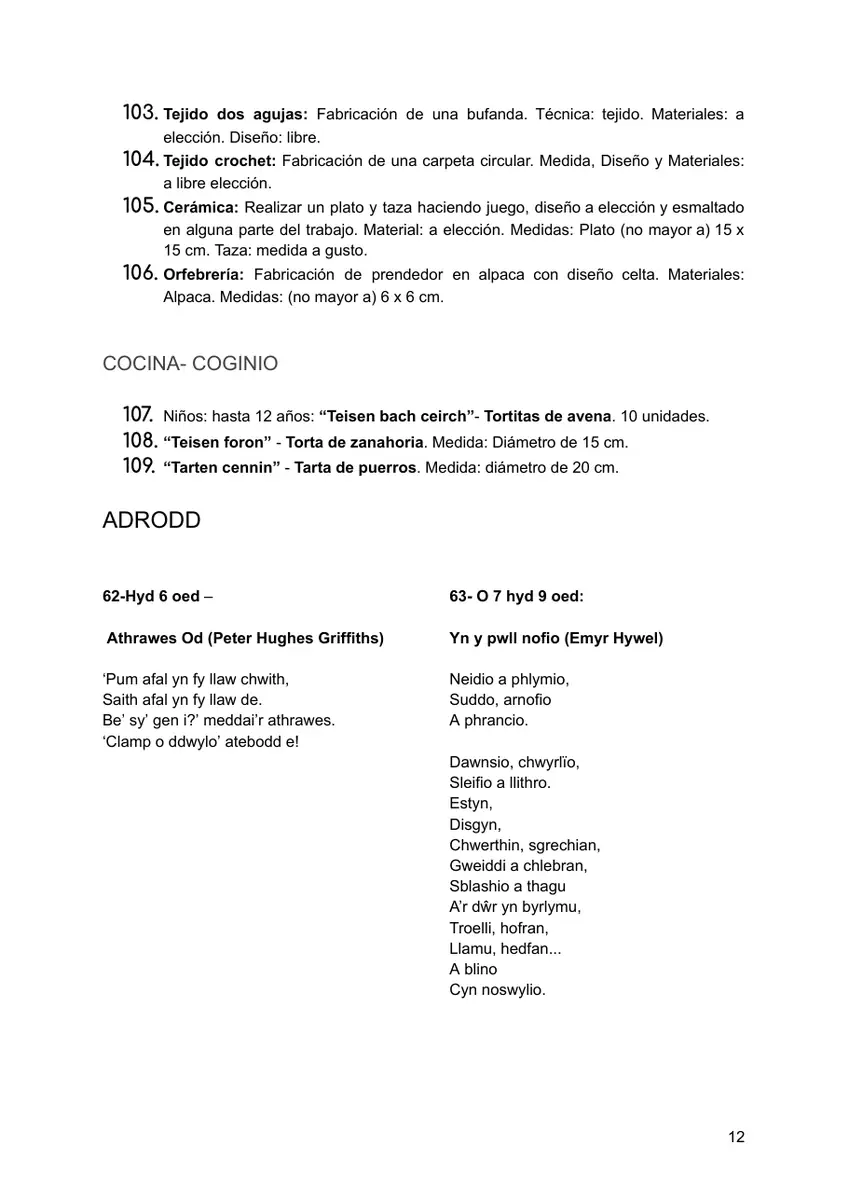 103. Tejido dos agujas: Fabricación de una bufanda. Técnica: tejido. Materiales: a
elección. Diseño: libre.
104. Tejido crochet: Fabricación de una carpeta circular. Medida, Diseño y Materiales:
a libre elección.
105. Cerámica: Realizar un plato y taza haciendo juego, diseño a elección y esmaltado
en alguna parte del trabajo. Material: a elección. Medidas: Plato (no mayor a) 15 x
15 cm. Taza: medida a gusto.
106. Orfebrería: Fabricación de prendedor en alpaca con diseño celta. Materiales:
Alpaca. Medidas: (no mayor a) 6 x 6 cm.
COCINA- COGINIO
107. Niños: hasta 12 años: “Teisen bach ceirch”- Tortitas de avena. 10 unidades.
108. “Teisen foron” - Torta de zanahoria. Medida: Diámetro de 15 cm.
109. “Tarten cennin” - Tarta de puerros. Medida: diámetro de 20 cm.
ADRODD
62-Hyd 6 oed –
Athrawes Od (Peter Hughes Griffiths)
‘Pum afal yn fy llaw chwith,
Saith afal yn fy llaw de.
Be’ sy’ gen i?’ meddai’r athrawes.
‘Clamp o ddwylo’ atebodd e!
63- O 7 hyd 9 oed:
Yn y pwll nofio (Emyr Hywel)
Neidio a phlymio,
Suddo, arnofio
A phrancio.
Dawnsio, chwyrlïo,
Sleifio a llithro.
Estyn,
Disgyn,
Chwerthin, sgrechian,
Gweiddi a chlebran,
Sblashio a thagu
A’r dŵr yn byrlymu,
Troelli, hofran,
Llamu, hedfan...
A blino
Cyn noswylio.
12